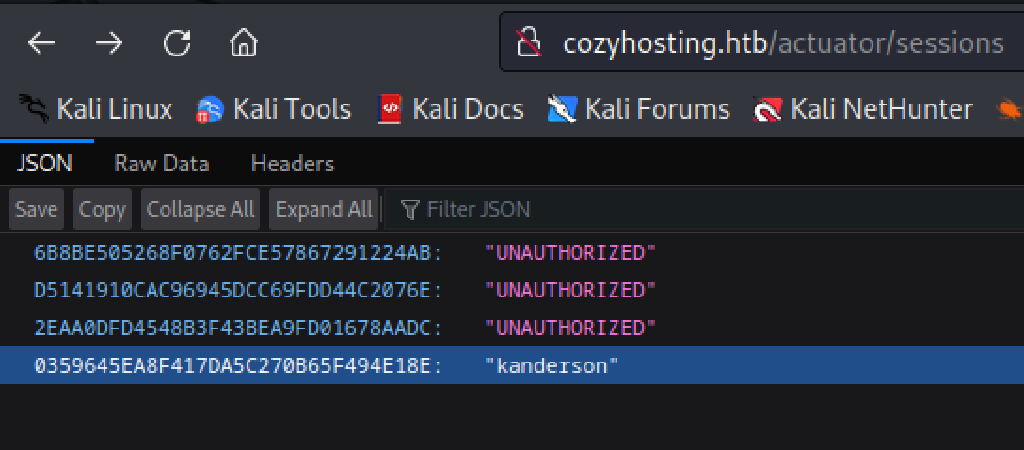 cozyhosting.htb/actuator/sessions
Kali Linux Kali Tools Kali Docs Kali Forums Kali NetHunter
JSON Raw Data Headers
Save Copy Collapse All Expand All Filter JSON
6B8BE505268F0762FCE57867291224AB: "UNAUTHORIZED"
D5141910CAC96945DCC69FDD44C2076E: "UNAUTHORIZED"
2EAA0DFD4548B3F43BEA9FD01678AADC: "UNAUTHORIZED"
0359645EA8F417DA5C270B65F494E18E: "kanderson"